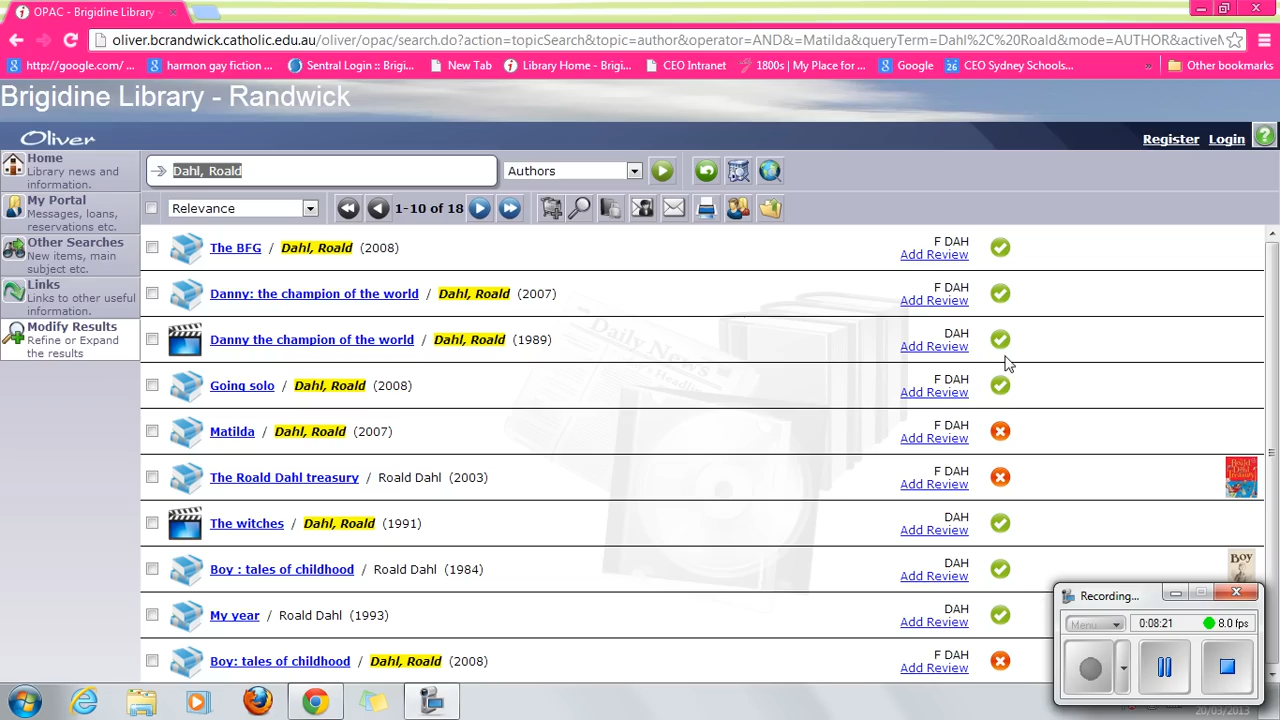 OPAC - Brigidine Library -
oliver.bcrandwick.catholic.edu.au/oliver/opac/search.do?action=topicSearch&topic=author&operator=AND&=Matilda&queryTerm=Dahl%2C%20Roald&mode=AUTHOR&activeM
http://google.com/ ...
harmon gay fiction ...
Sentral Login :: Brigi...
New Tab
Library Home - Brigi...
CEO Intranet
1800s | My Place for ...
Google
26 CEO Sydney Schools...
» Other bookmarks
Brigidine Library - Randwick
Oliver
Register Login ?
Home
Library news and
information.
My Portal
Messages, loans,
reservations etc.
Other Searches
New items, main
subject etc.
Links
Links to other useful
information.
Modify Results
Refine or Expand
the results
Dahl, Roald Authors
Relevance 1-10 of 18
The BFG / Dahl, Roald (2008) F DAH
Add Review
Danny: the champion of the world / Dahl, Roald (2007) F DAH
Add Review
Danny the champion of the world / Dahl, Roald (1989) DAH
Add Review
Going solo / Dahl, Roald (2008) F DAH
Add Review
Matilda / Dahl, Roald (2007) F DAH
Add Review
The Roald Dahl treasury / Roald Dahl (2003) F DAH
Add Review
The witches / Dahl, Roald (1991) DAH
Add Review
Boy : tales of childhood / Roald Dahl (1984) DAH
Add Review
My year / Roald Dahl (1993) DAH
Add Review
Boy: tales of childhood / Dahl, Roald (2008) F DAH
Add Review
Daily News
Roald Dahl Treasury
Boy
Recording...
Menu 0:08:21 8.0 fps
20/03/2013